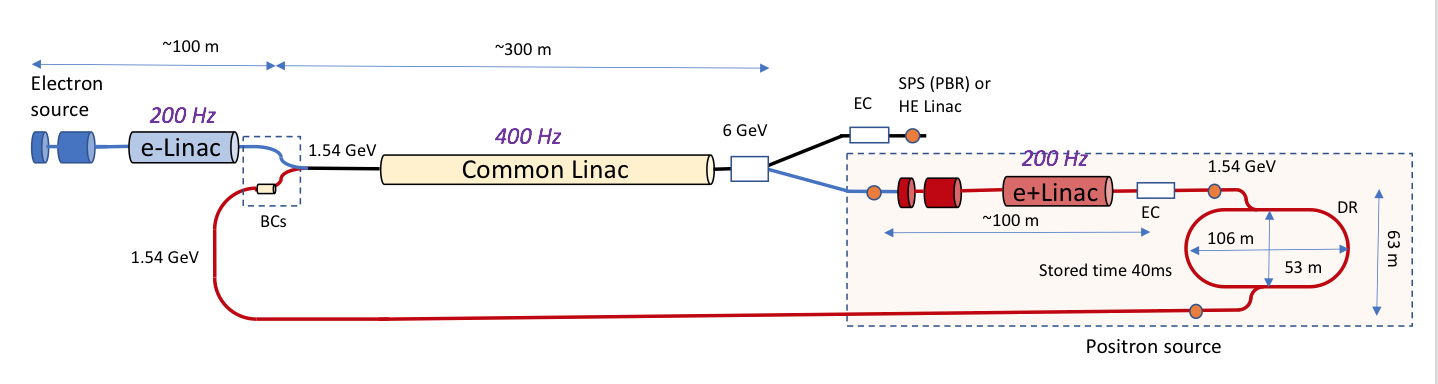 ~100 m
~300 m
Electron
source
200 Hz
e-Linac
BCs
1.54 GeV
1.54 GeV
400 Hz
Common Linac
6 GeV
EC
SPS (PBR) or
HE Linac
200 Hz
e+Linac
~100 m
EC
1.54 GeV
DR
106 m
53 m
63 m
Stored time 40ms
Positron source